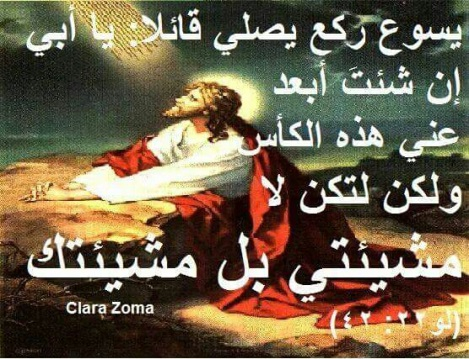 يسوع ركع يصلي قائلا: يا أبي
إن شئتَ أبعد
عني هذه الكأس
ولكن لتكن لا
مشيئتي بل مشيئتك
Clara Zoma
(لو ٢٢: ٤٢)